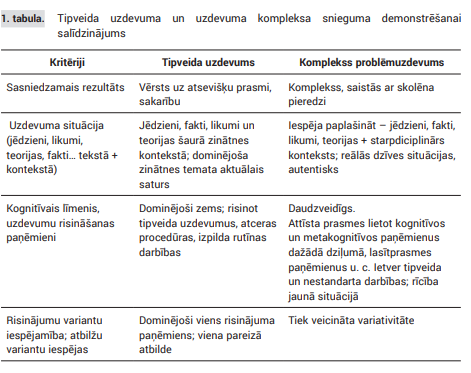 1. tabula. Tipveida uzdevuma un uzdevuma kompleksa snieguma demonstrēšanai
salīdzinājums
Kritēriji
Tipveida uzdevums
Komplekss problēmuzdevums
Sasniedzamais rezultāts
Vērsts uz atsevišķu prasmi,
sakarību
Komplekss, saistās ar skolēna
pieredzi
Uzdevuma situācija
(jēdzieni, likumi,
teorijas, fakti... tekstā +
kontekstā)
Jēdzieni, fakti, likumi un
teorijas šaurā zinātnes
kontekstā; dominējoša
zinātnes temata aktuālais
saturs
Iespēja paplašināt – jēdzieni, fakti,
likumi, teorijas + starpdiciplinārs
konteksts; reālās dzīves situācijas,
autentisks
Kognitīvais līmenis,
uzdevumu risināšanas
paņēmieni
Dominējoši zems; risinot
tipveida uzdevumus, atceras
procedūras, izpilda rutīnas
darbības
Daudzveidīgs.
Attīsta prasmes lietot kognitīvos
un metakognitīvos paņēmienus
dažādā dziļumā, lasītprasmes
paņēmienus u. c. Ietver tipveida
un nestandarta darbības; rīcība
jaunā situācijā
Risinājumu variantu
iespējamība; atbilžu
variantu iespējas
Dominējoši viens risinājuma
paņēmiens; viena pareizā
atbilde
Tiek veicināta variativitāte